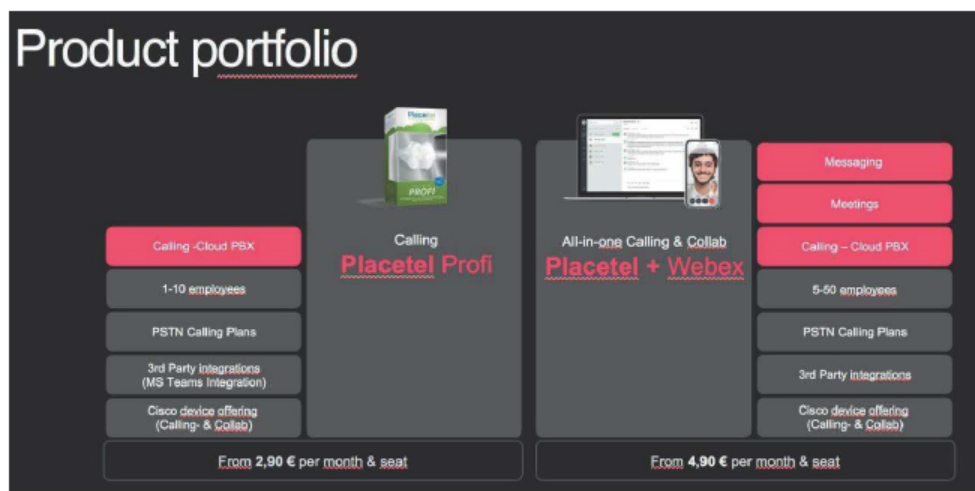 Product portfolio
Placetel
PROFI
Calling -Cloud PBX
1-10 employees
PSTN Calling Plans
3rd Party integrations
(MS Teams Integration)
Cisco device offering
(Calling- & Collab)
Calling
Placetel Profi
From 2,90 € per month & seat
All-in-one Calling & Collab
Placetel + Webex
Messaging
Meetings
Calling – Cloud PBX
5-50 employees
PSTN Calling Plans
3rd Party integrations
Cisco device offering
(Calling- & Collab)
From 4,90 € per month & seat